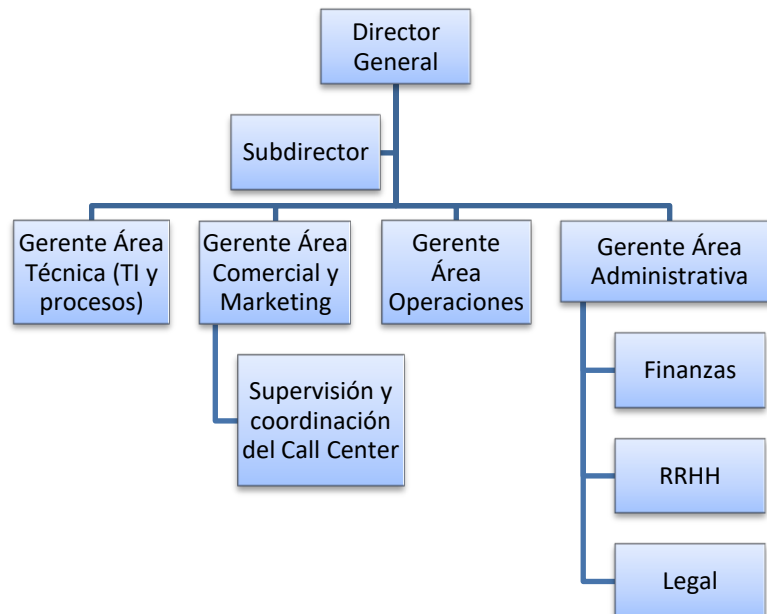 Director
General
Subdirector
Gerente Área
Técnica (TI y
procesos)
Gerente Área
Comercial y
Marketing
Gerente
Área
Operaciones
Gerente Área
Administrativa
Supervisión y
coordinación
del Call Center
Finanzas
RRHH
Legal